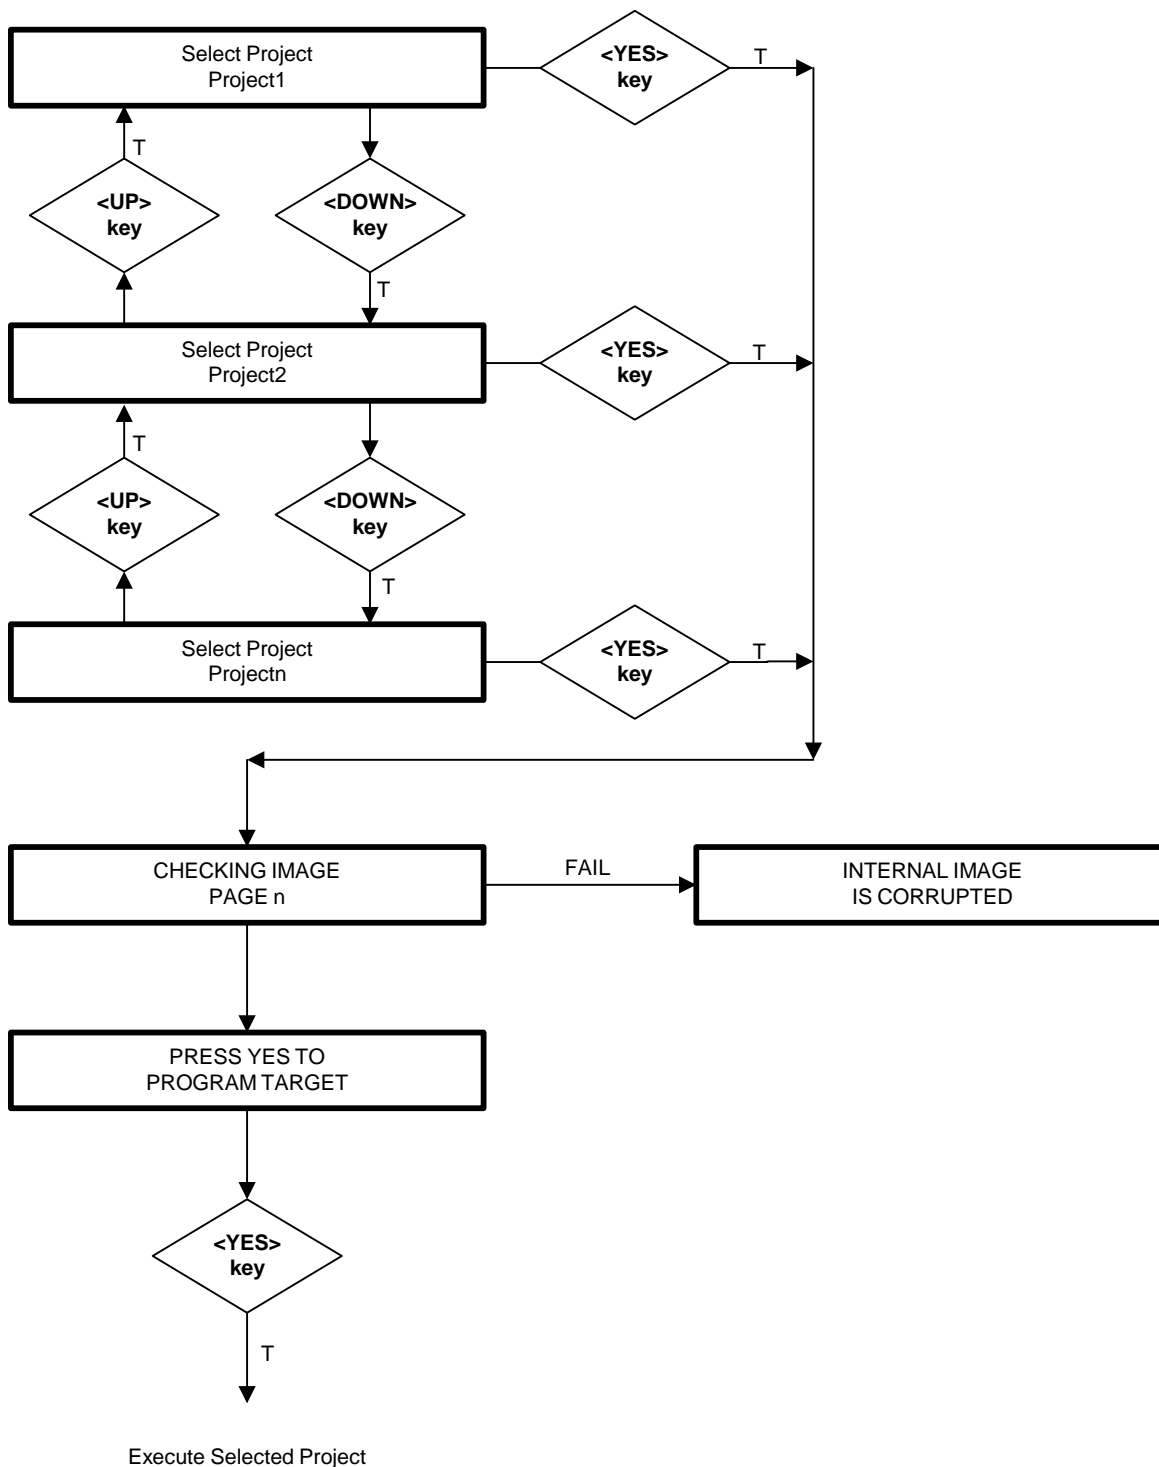 Select Project
Project1
<YES>
key
T
T
<UP>
key
<DOWN>
key
T
Select Project
Project2
<YES>
key
T
T
<UP>
key
<DOWN>
key
T
Select Project
Projectn
<YES>
key
T
CHECKING IMAGE
PAGE n
FAIL
INTERNAL IMAGE
IS CORRUPTED
PRESS YES TO
PROGRAM TARGET
<YES>
key
T
Execute Selected Project